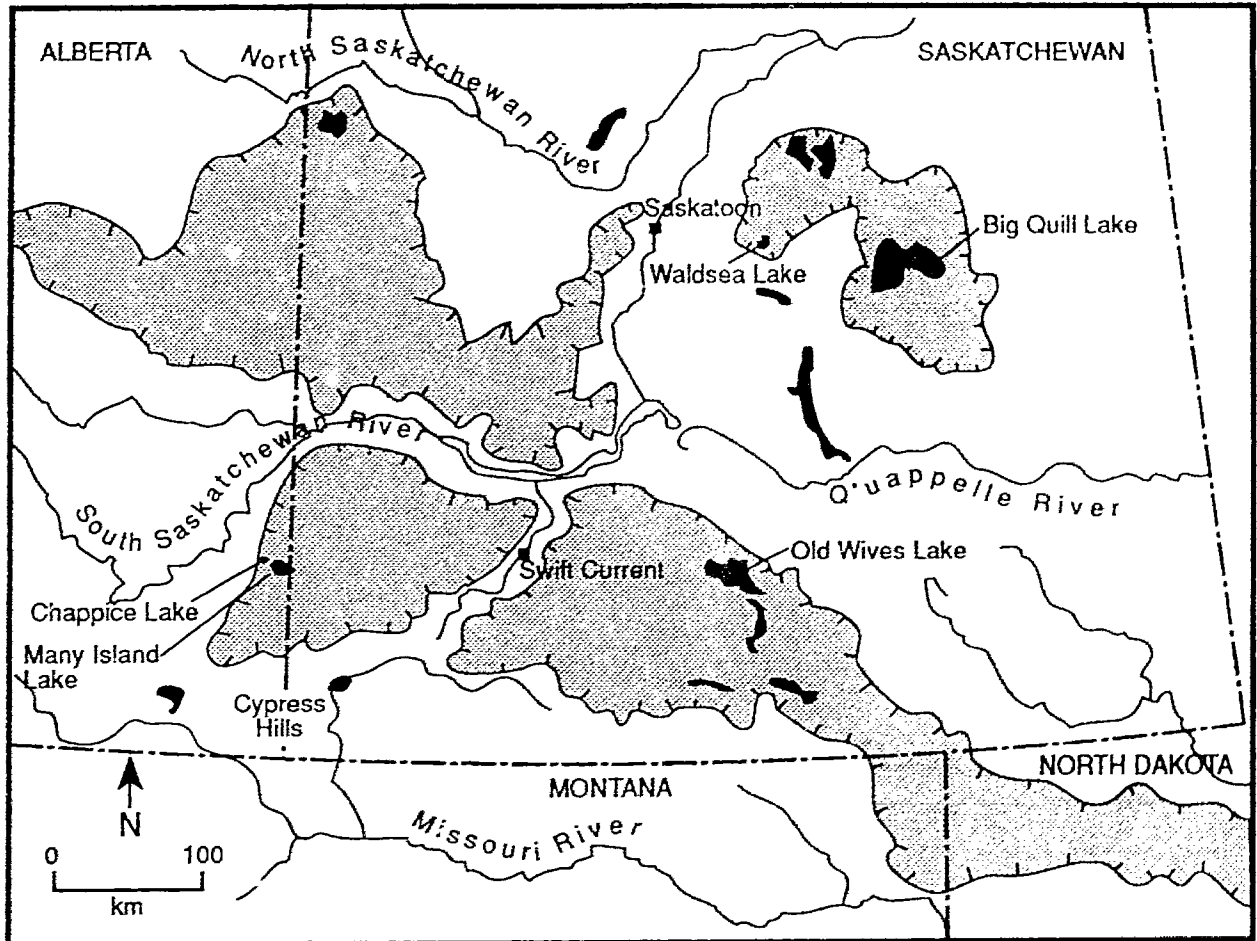 ALBERTA
North Saskatchewan River
SASKATCHEWAN
Saskatoon
Big Quill Lake
Waldsea Lake
South Saskatchewan River
Q'uappelle River
Old Wives Lake
Swift Current
Chappice Lake
Many Island
Lake
Cypress
Hills
MONTANA
NORTH DAKOTA
N
Missouri River
0 100
km